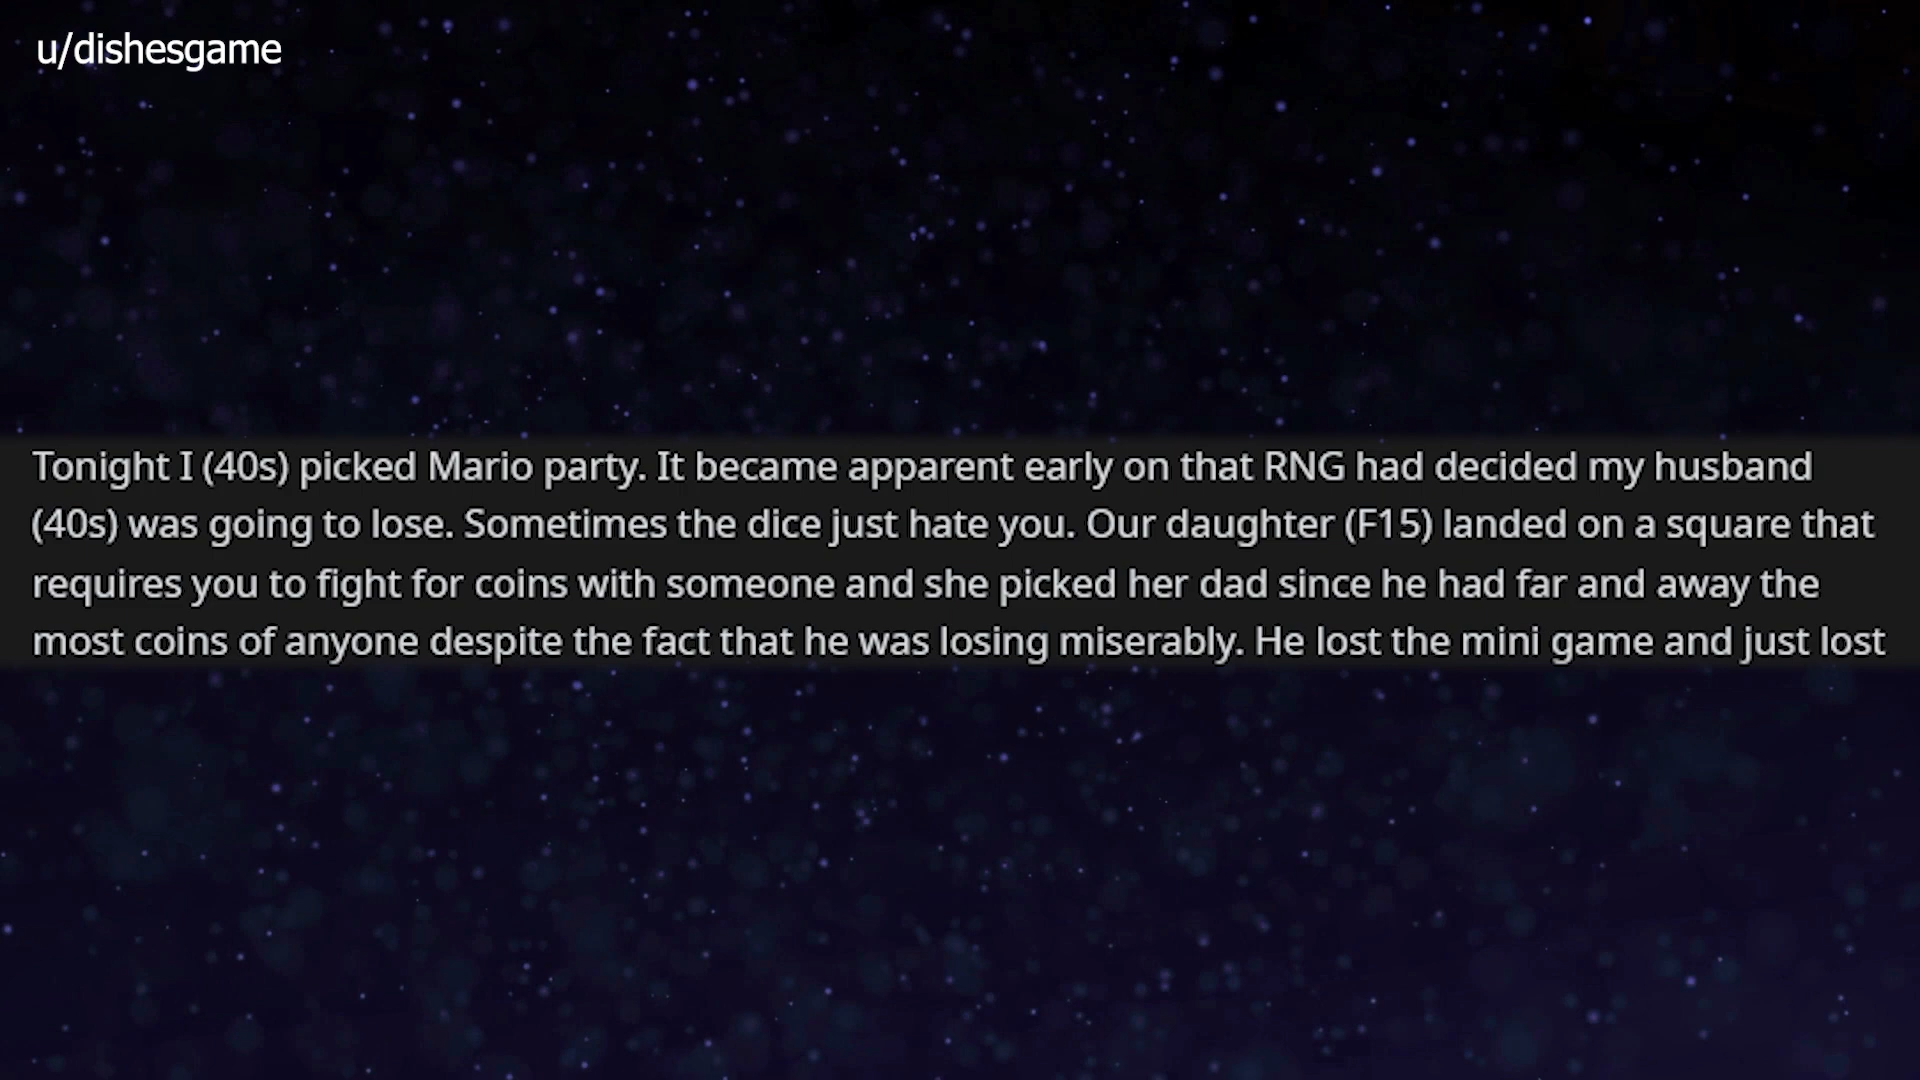 u/dishesgame
Tonight I (40s) picked Mario party. It became apparent early on that RNG had decided my husband
(40s) was going to lose. Sometimes the dice just hate you. Our daughter (F15) landed on a square that
requires you to fight for coins with someone and she picked her dad since he had far and away the
most coins of anyone despite the fact that he was losing miserably. He lost the mini game and just lost